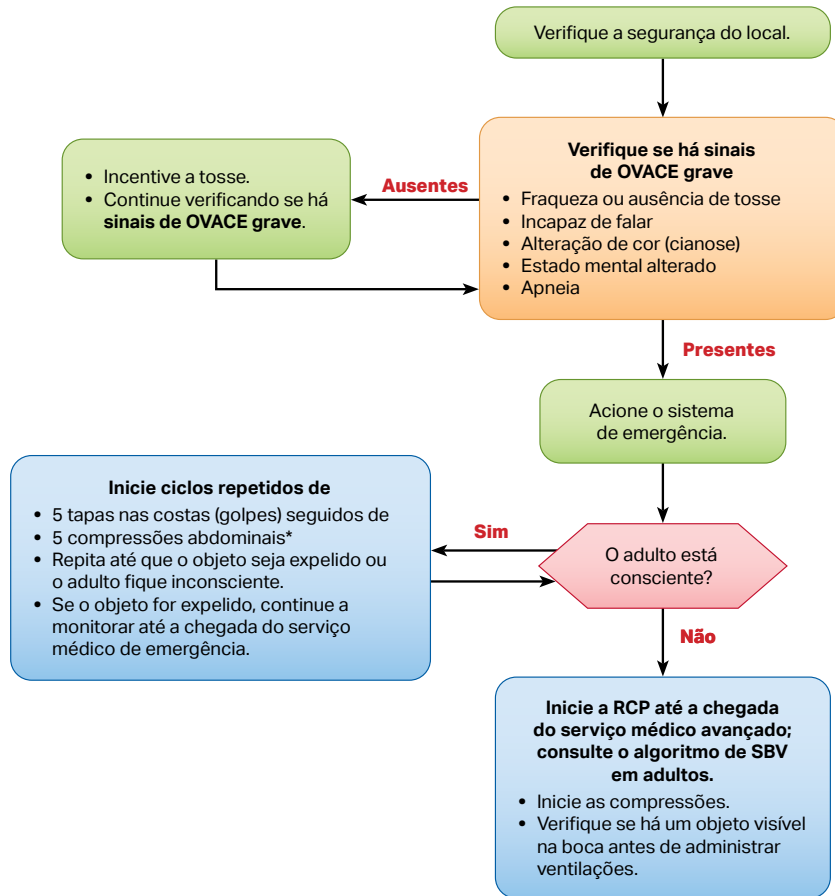 Verifique a segurança do local.
Verifique se há sinais
de OVACE grave
• Fraqueza ou ausência de tosse
• Incapaz de falar
• Alteração de cor (cianose)
• Estado mental alterado
• Apneia
Ausentes
• Incentive a tosse.
• Continue verificando se há
sinais de OVACE grave.
Presentes
Acione o sistema
de emergência.
O adulto está
consciente?
Sim
Inicie ciclos repetidos de
• 5 tapas nas costas (golpes) seguidos de
• 5 compressões abdominais*
• Repita até que o objeto seja expelido ou
o adulto fique inconsciente.
• Se o objeto for expelido, continue a
monitorar até a chegada do serviço
médico de emergência.
Não
Inicie a RCP até a chegada
do serviço médico avançado;
consulte o algoritmo de SBV
em adultos.
• Inicie as compressões.
• Verifique se há um objeto visível
na boca antes de administrar
ventilações.